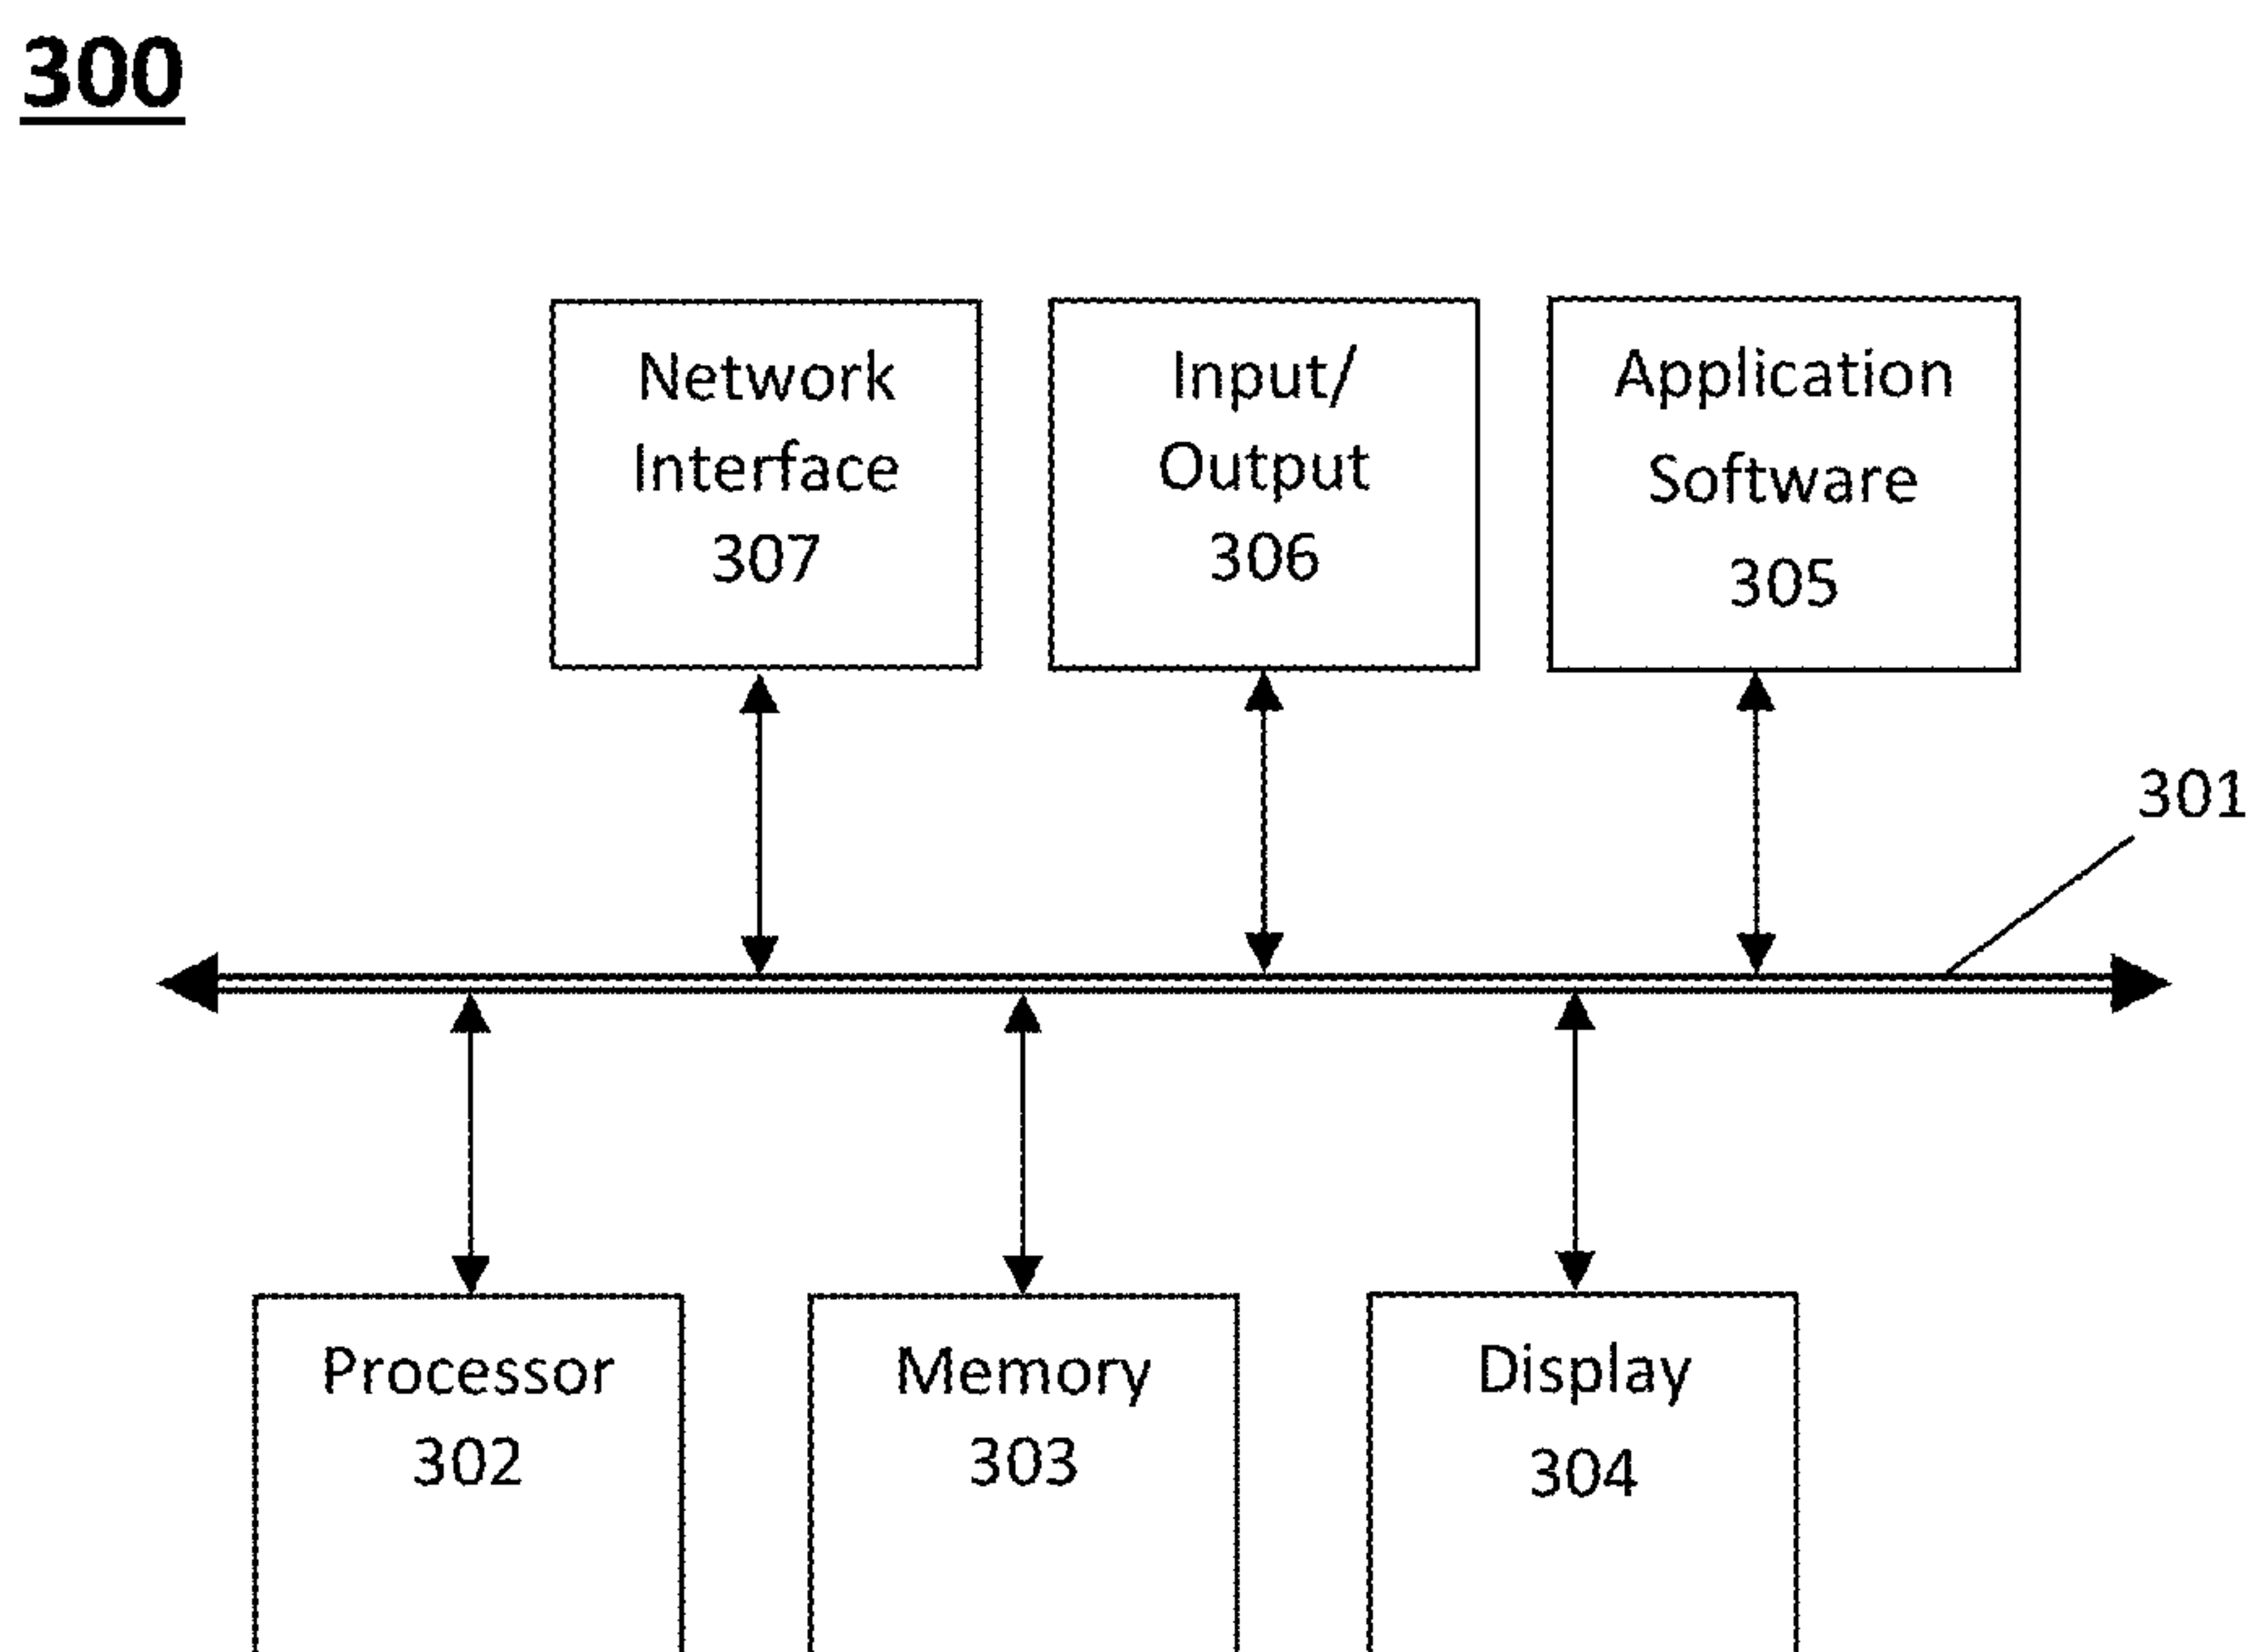 300
Network
Interface
307
Input/
Output
306
Application
Software
305
301
Processor
302
Memory
303
Display
304